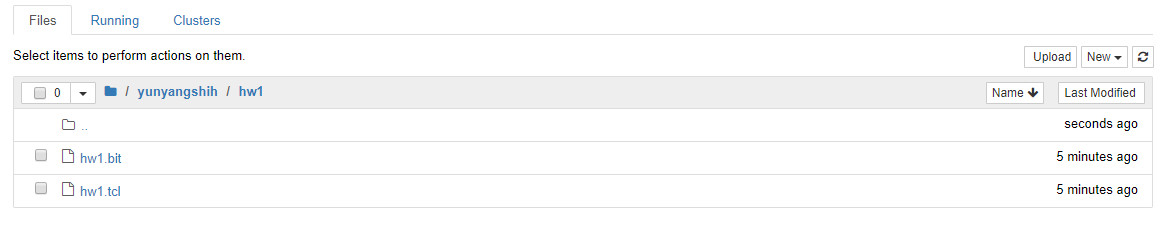 Files Running Clusters
Select items to perform actions on them. Upload New
0 / yunyangshih / hw1 Name Last Modified
.. seconds ago
hw1.bit 5 minutes ago
hw1.tcl 5 minutes ago